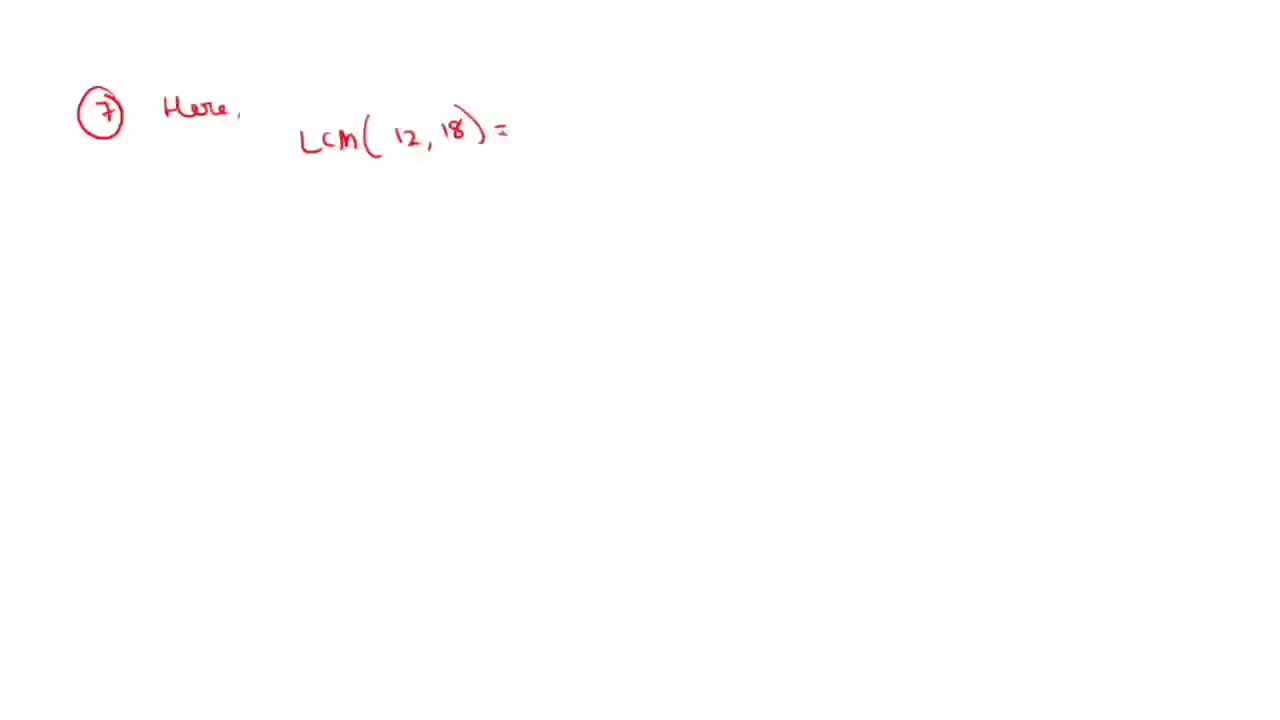 7 Here,
LCM( 12, 18) =